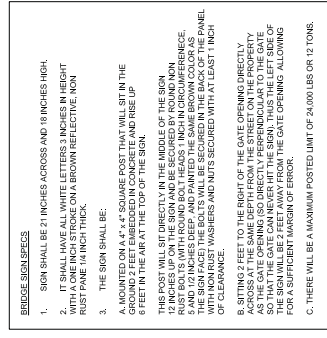 BRIDGE SIGN SPECS
1. SIGN SHALL BE 21 INCHES ACROSS AND 18 INCHES HIGH.
2. IT SHALL HAVE ALL WHITE LETTERS 3 INCHES IN HEIGHT
WITH A ONE INCH STROKE ON A BROWN REFLECTIVE, NON
RUST PANE 1/4 INCH THICK.
3. THE SIGN SHALL BE;
A. MOUNTED ON A 4"x 4" SQUARE POST THAT WILL SIT IN THE
GROUND 2 FEET EMBEDDED IN CONCRETE AND RISE UP
6 FEET IN THE AIR AT THE TOP OF THE SIGN.
THIS POST WILL SIT DIRECTLY IN THE MIDDLE OF THE SIGN
12 INCHES UP INTO THE SIGN AND BE SECURED BY ROUND NON
RUST BOLTS (WITH ROUND BOLT HEADS 1 INCH IN CIRCUMFERENECE,
5 AND 1/2 INCHES DEEP, AND PAINTED THE SAME BROWN COLOR AS
THE SIGN FACE) THE BOLTS WILL BE SECURED IN THE BACK OF THE PANEL
WITH NON RUST WASHERS AND NUTS SECURED WITH AT LEAST 1 INCH
OF CLEARANCE.
B. SITTING 2 FEET TO THE RIGHT OF THE GATE OPENING DIRECTLY
ACROSS AT THE SAME DEPTH FROM THE STREET ON THE PROPERTY
AS THE GATE OPENING (SO DIRECTLY PERPENDICULAR TO THE GATE
SO THAT THE GATE CAN NEVER HIT THE SIGN). THUS THE LEFT SIDE OF
THE SIGN WILL BE 2 FEET AWAY FROM THE GATE OPENING ALLOWING
FOR A SUFFICIENT MARGIN OF ERROR.
C. THERE WILL BE A MAXIMUM POSTED LIMIT OF 24,000 LBS OR 12 TONS.